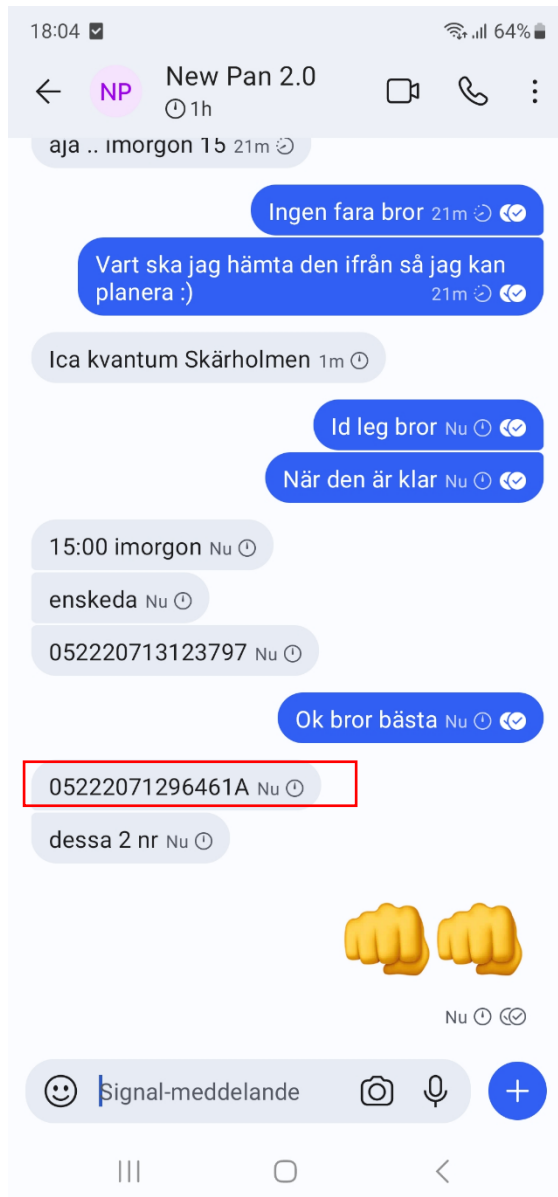 18:04
64%
NP
New Pan 2.0
1h
aja .. imorgon 15 21m
Ingen fara bror 21m
Vart ska jag hämta den ifrån så jag kan
planera :) 21m
Ica kvantum Skärholmen 1m
Id leg bror Nu
När den är klar Nu
15:00 imorgon Nu
enskeda Nu
052220713123797 Nu
Ok bror bästa Nu
05222071296461A Nu
dessa 2 nr Nu
Nu
Signal-meddelande